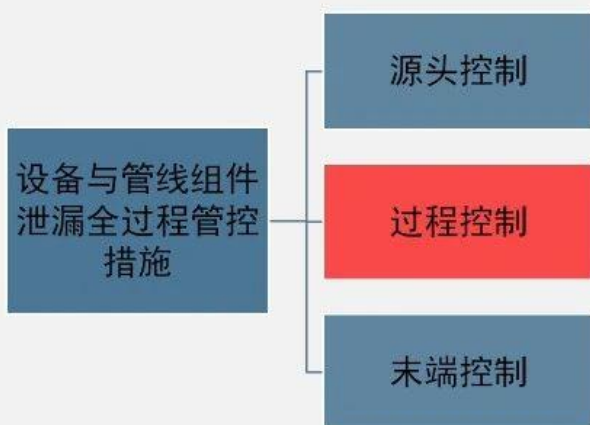 设备与管线组件
泄漏全过程管控
措施
源头控制
过程控制
末端控制